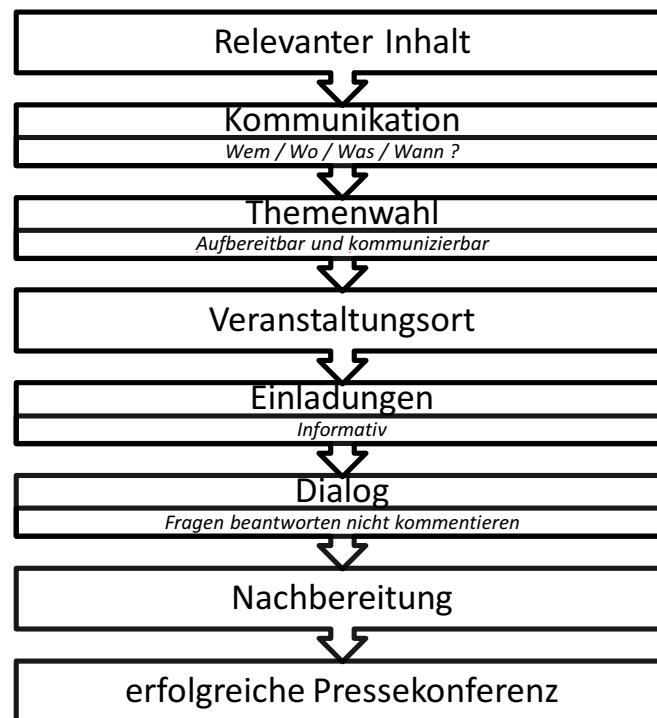 Relevanter Inhalt
Kommunikation
Wem / Wo / Was / Wann ?
Themenwahl
Aufbereitbar und kommunizierbar
Veranstaltungsort
Einladungen
Informativ
Dialog
Fragen beantworten nicht kommentieren
Nachbereitung
erfolgreiche Pressekonferenz